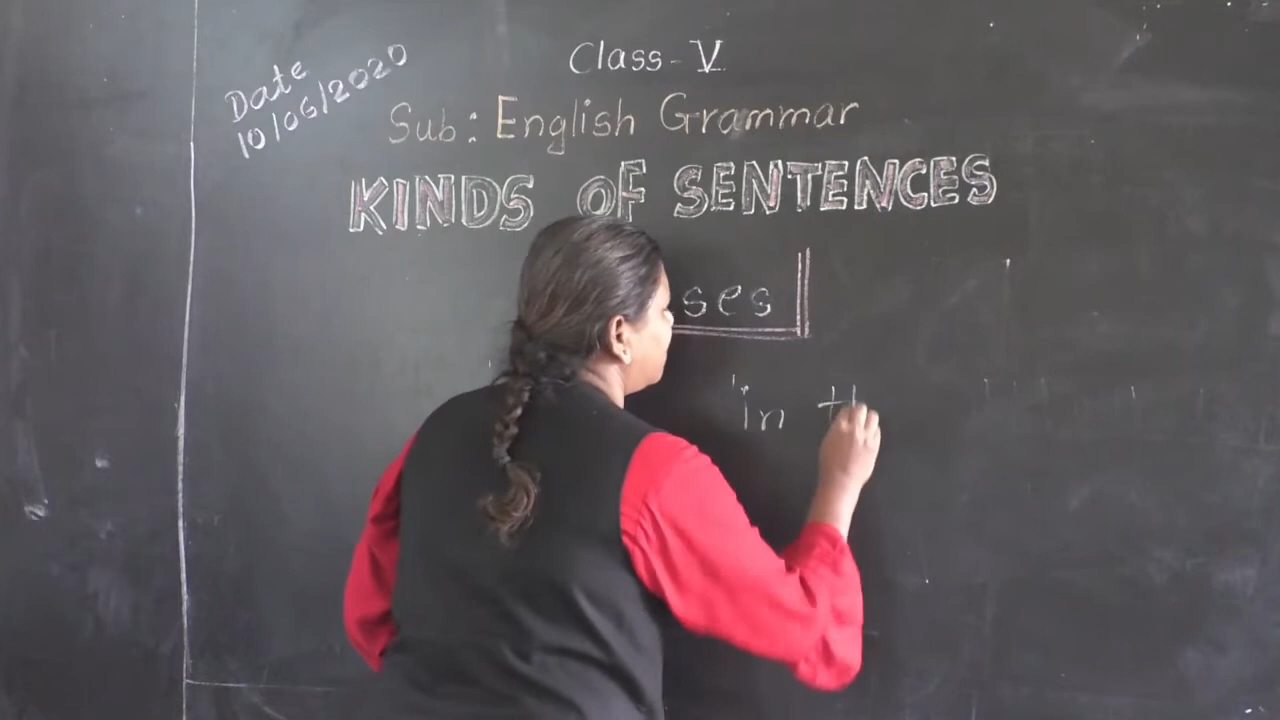 Class - V
Date
10/06/2020
Sub: English Grammar
KINDS OF SENTENCES
ses
in th